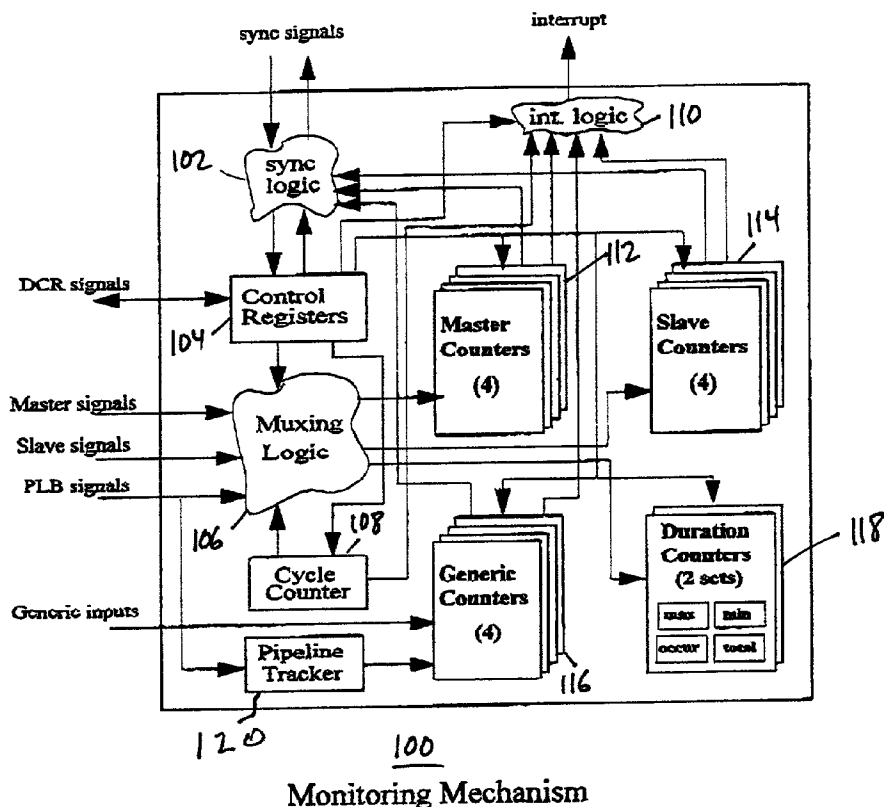 sync signals
interrupt
int. logic
110
102
sync
logic
114
112
DCR signals
Control
Registers
104
Master
Counters
(4)
Slave
Counters
(4)
Master signals
Muxing
Logic
Slave signals
PLB signals
106
108
Cycle
Counter
Generic
Counters
(4)
Duration
Counters
(2 sets)
118
max
min
occur
total
Generic inputs
Pipeline
Tracker
116
120
100
Monitoring Mechanism